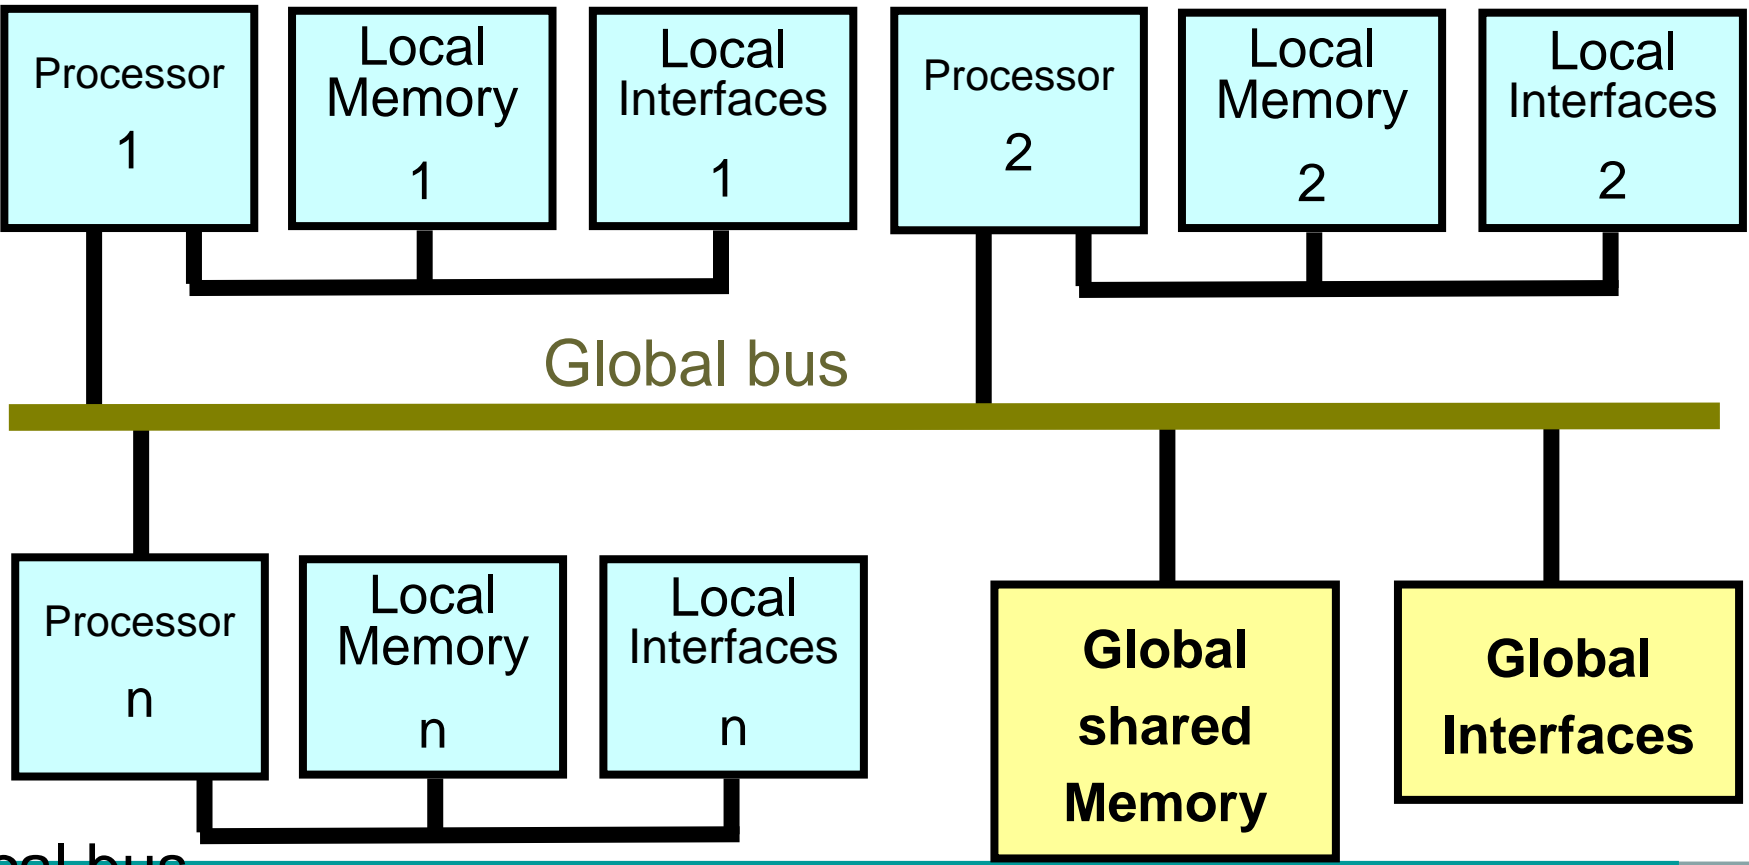 Processor
1
Local
Memory
1
Local
Interfaces
1
Processor
2
Local
Memory
2
Local
Interfaces
2
Global bus
Processor
n
Local
Memory
n
Local
Interfaces
n
Global
shared
Memory
Global
Interfaces
bus